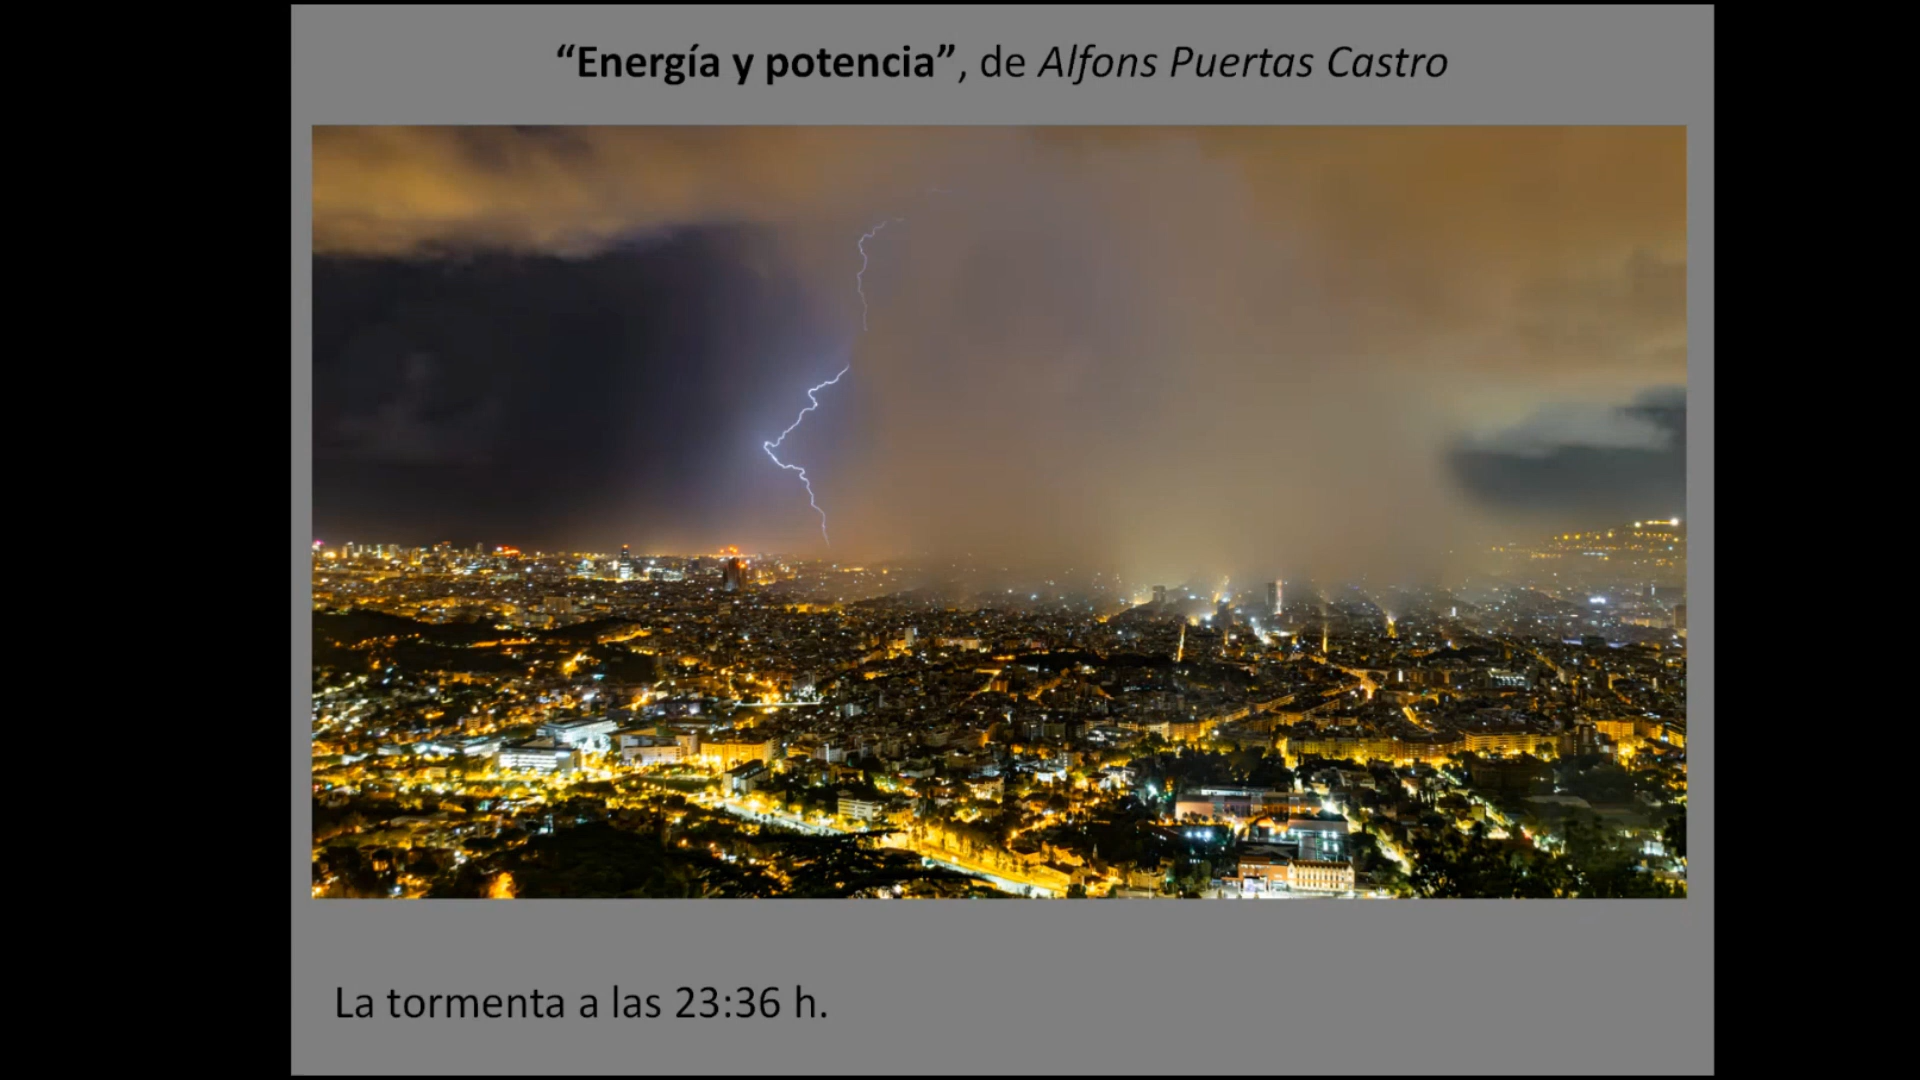 “Energía y potencia”, de Alfons Puertas Castro
La tormenta a las 23:36 h.